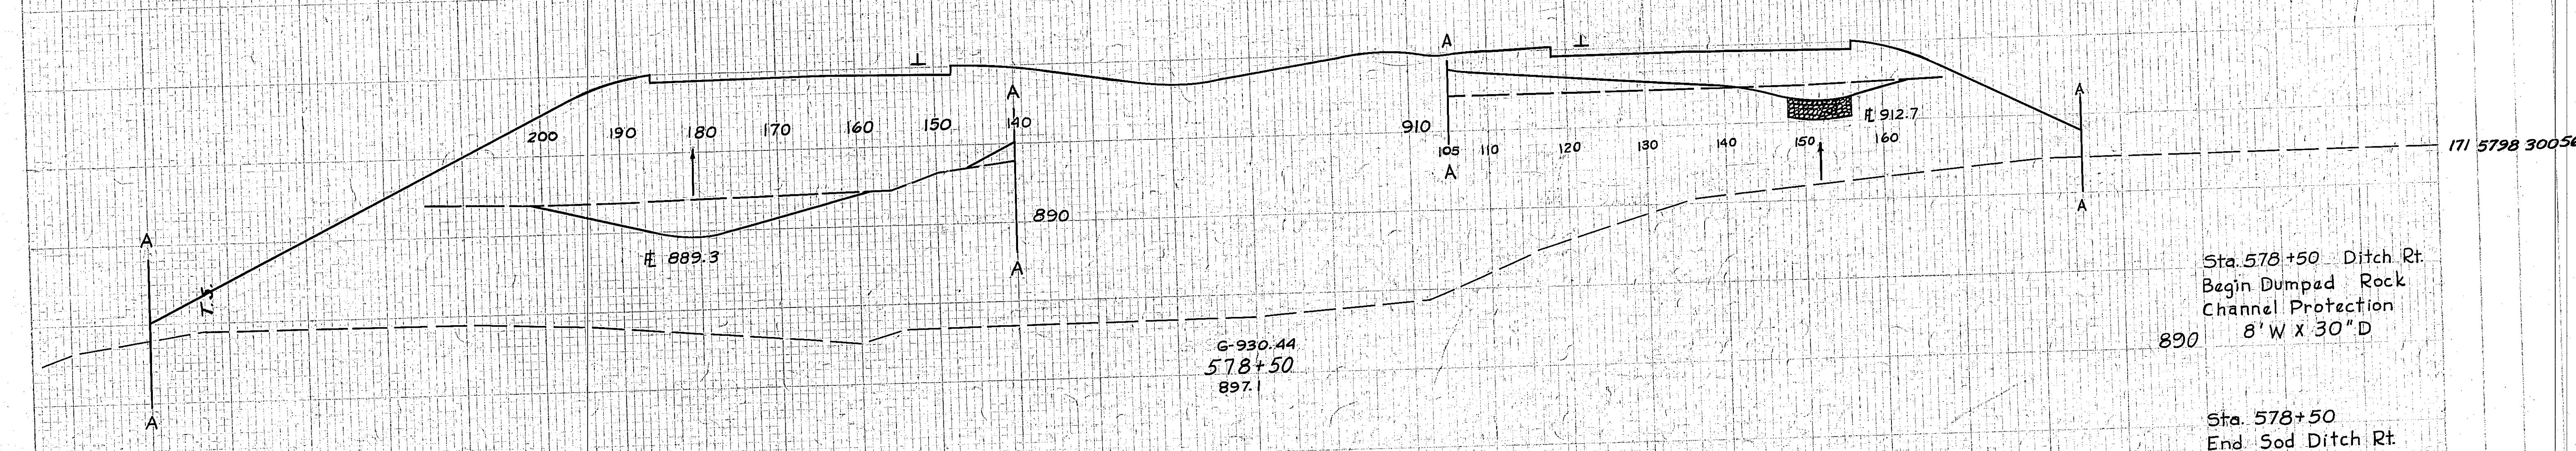 A
A
A
200 190 180 170 160 150 140
910
FL 912.7
105 110 120 130 140 150 160
171 5798 30056
A
A
890
A
A
FL 889.3
A
Sta. 578+50 Ditch Rt.
Begin Dumped Rock
Channel Protection
8' W X 30" D
890
G-930.44
578+50
897.1
A
Sta. 578+50
End Sod Ditch Rt.